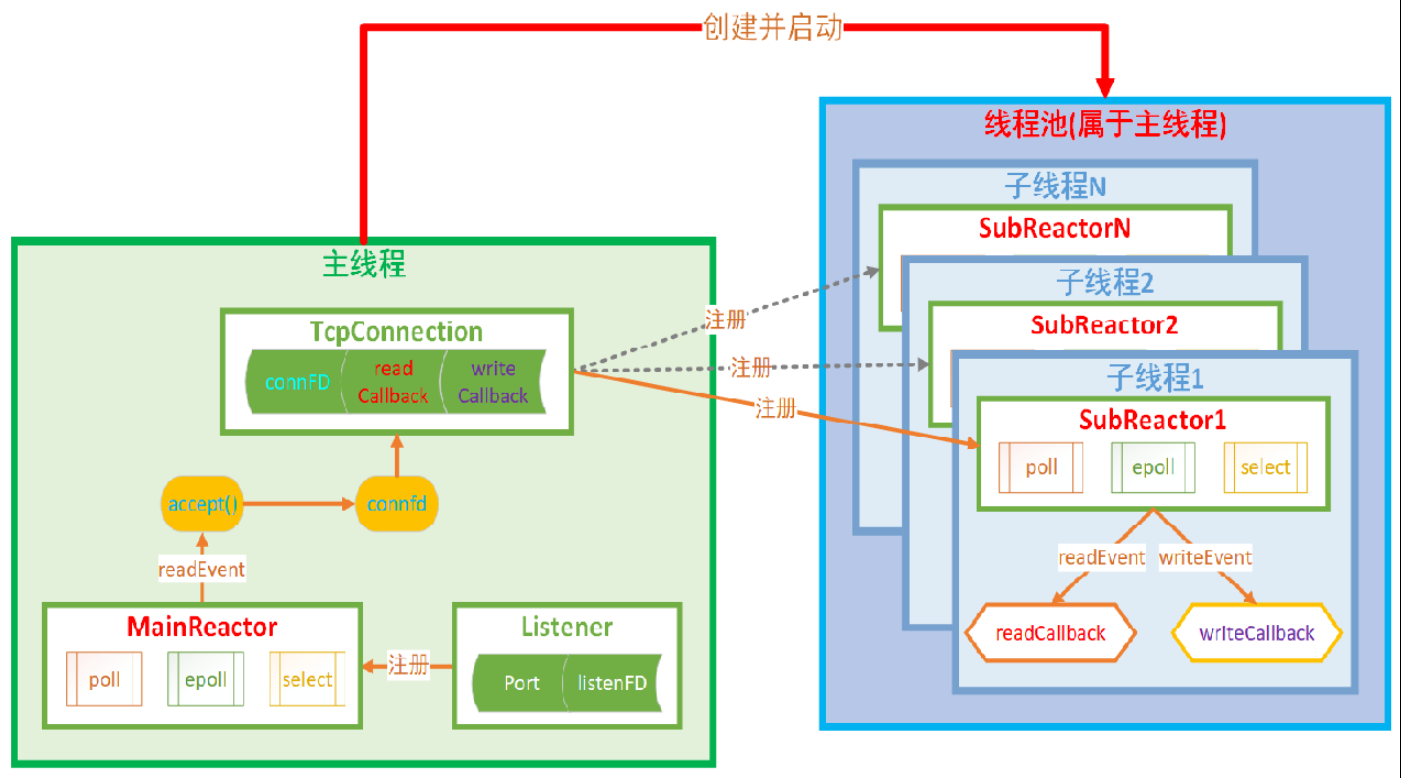 创建并启动
线程池(属于主线程)
子线程N
SubReactorN
子线程2
SubReactor2
子线程1
SubReactor1
poll
epoll
select
readEvent
writeEvent
readCallback
writeCallback
主线程
TcpConnection
connFD
read
Callback
write
Callback
注册
注册
注册
accept()
connfd
readEvent
MainReactor
poll
epoll
select
注册
Listener
Port
listenFD